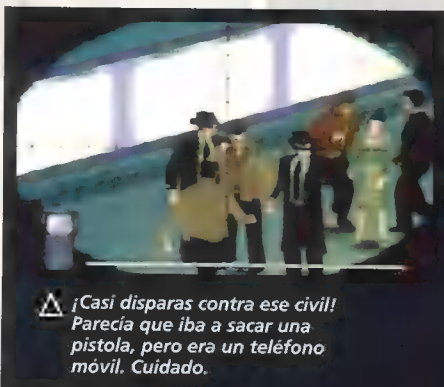 ¡Casi disparas contra ese civil!
Parecía que iba a sacar una
pistola, pero era un teléfono
móvil. Cuidado.